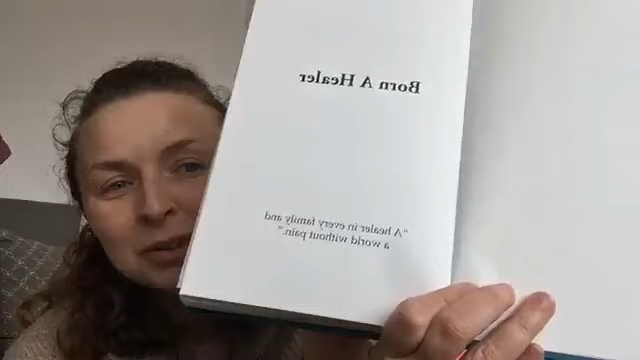 Born A Healer
"A healer in every family and
a world without pain."